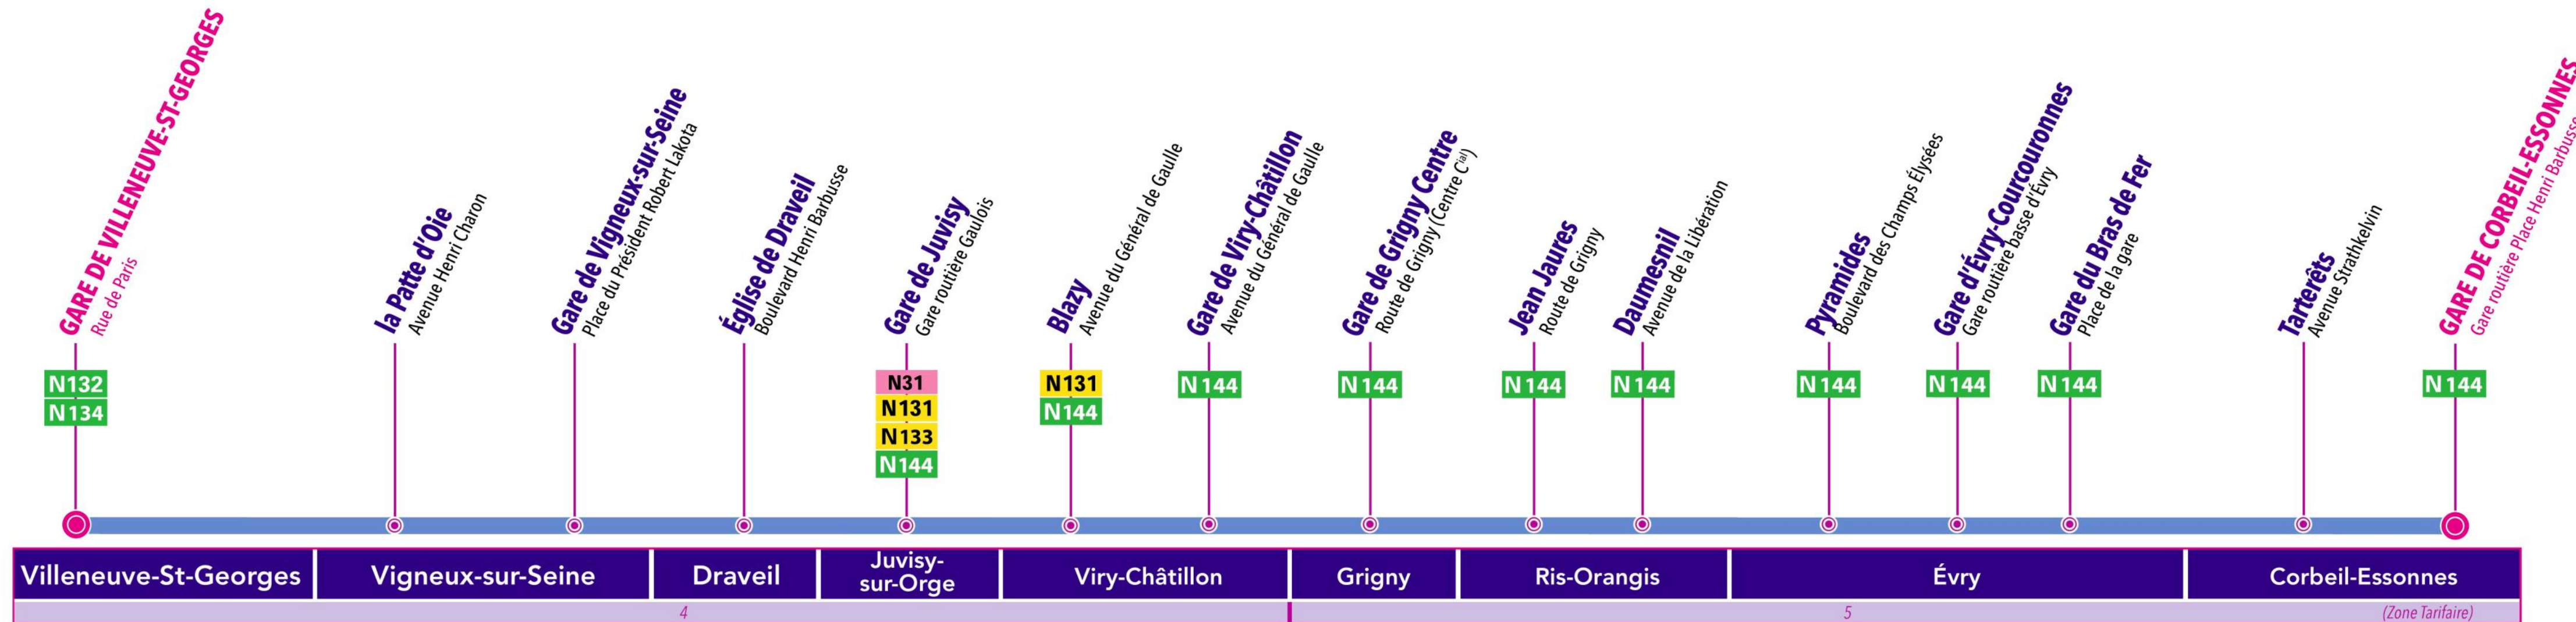 GARE DE VILLENEUVE-ST-GEORGES
Rue de Paris
N132
N134
la Patte d'Oie
Avenue Henri Charon
Gare de Vigneux-sur-Seine
Place du Président Robert Lakota
Église de Draveil
Boulevard Henri Barbusse
Gare de Juvisy
Gare routière Gaulois
N31
N131
N133
N144
Blazy
Avenue du Général de Gaulle
N131
N144
Gare de Viry-Châtillon
Avenue du Général de Gaulle
N144
Gare de Grigny Centre
Route de Grigny (Centre Cial)
N144
Jean Jaures
Route de Grigny
N144
Daumesnil
Avenue de la Libération
N144
Pyramides
Boulevard des Champs Élysées
N144
Gare d'Évry-Courcouronnes
Gare routière basse d'Évry
N144
Gare du Bras de Fer
Place de la gare
N144
Tarterêts
Avenue Strathkelvin
GARE DE CORBEIL-ESSONNES
Gare routière Place Henri Barbusse
N144
Villeneuve-St-Georges
Vigneux-sur-Seine
Draveil
Juvisy-
sur-Orge
Viry-Châtillon
Grigny
Ris-Orangis
Évry
Corbeil-Essonnes
4
5
(Zone Tarifaire)